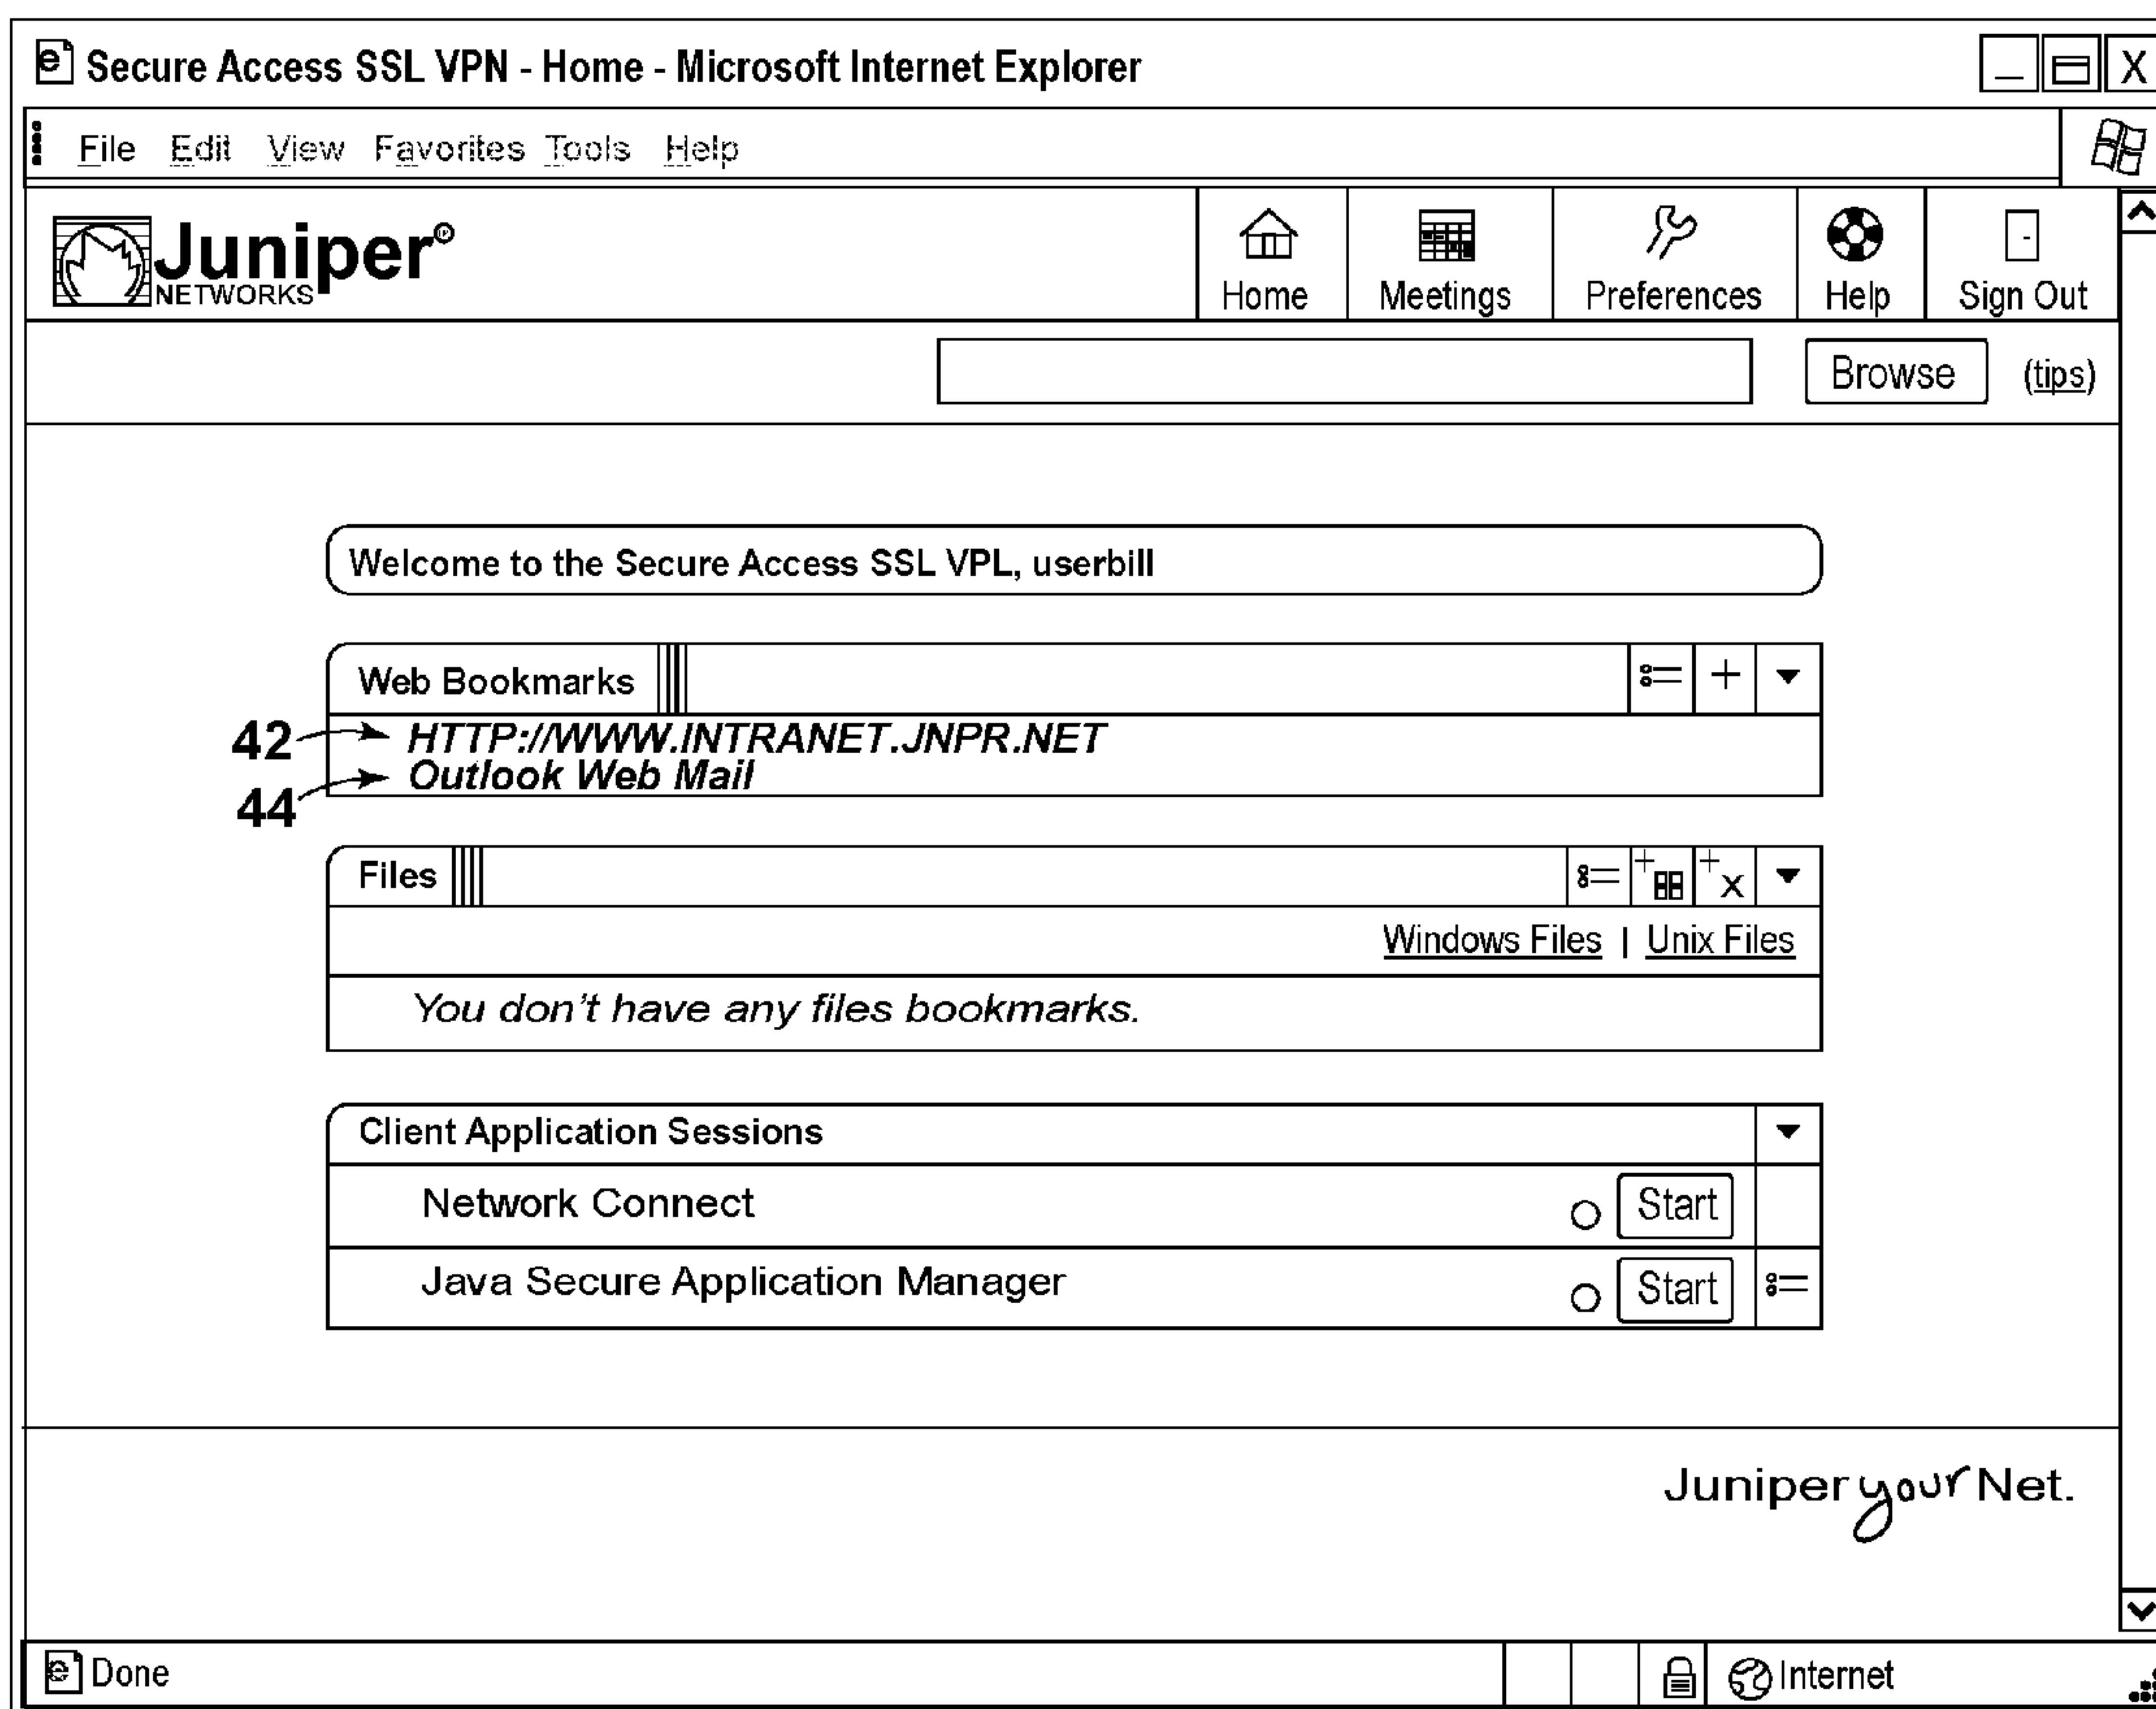 Secure Access SSL VPN - Home - Microsoft Internet Explorer
File Edit View Favorites Tools Help
Juniper®
NETWORKS
Home Meetings Preferences Help Sign Out
Browse (tips)
Welcome to the Secure Access SSL VPL, userbill
Web Bookmarks
42 HTTP://WWW.INTRANET.JNPR.NET
44 Outlook Web Mail
Files
Windows Files | Unix Files
You don't have any files bookmarks.
Client Application Sessions
Network Connect Start
Java Secure Application Manager Start
Juniper your Net.
Done Internet